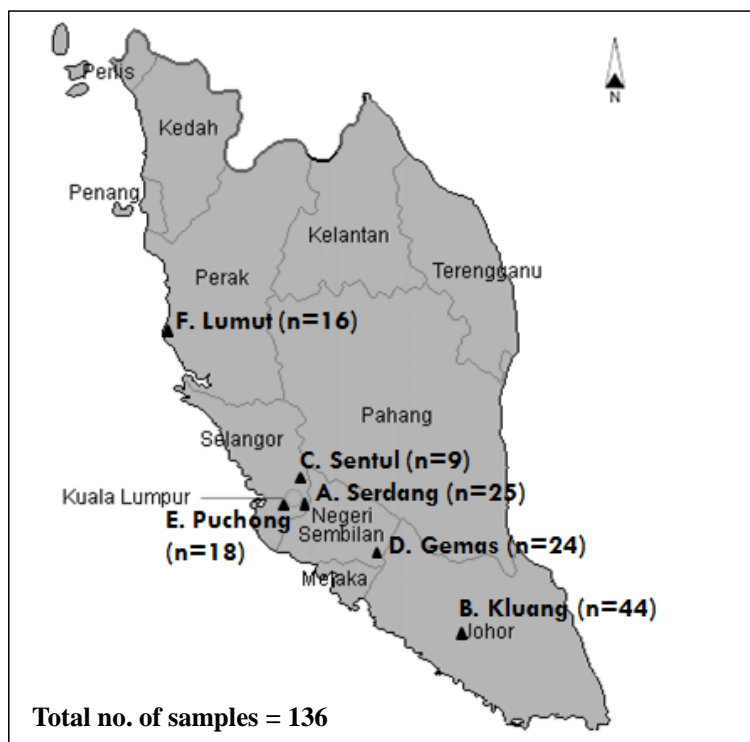 Perlis
Kedah
N
Penang
Kelantan
Perak
Terengganu
F. Lumut (n=16)
Pahang
Selangor
C. Sentul (n=9)
Kuala Lumpur
A. Serdang (n=25)
E. Puchong
(n=18)
Negeri
Sembilan
D. Gemas (n=24)
Melaka
B. Kluang (n=44)
Johor
Total no. of samples = 136